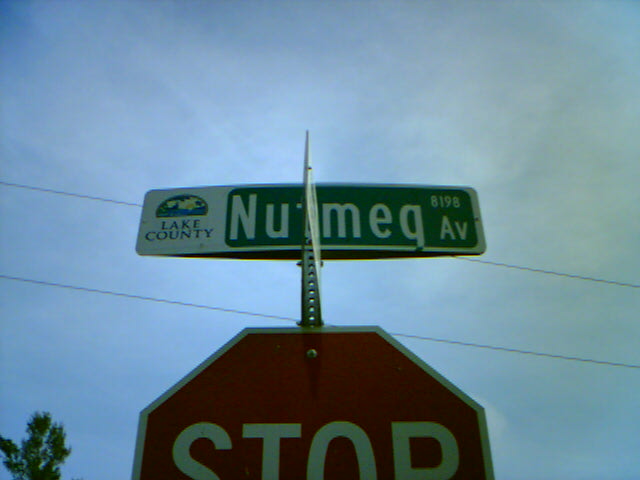 LAKE
COUNTY
Nutmeg
8198
Av
STOP